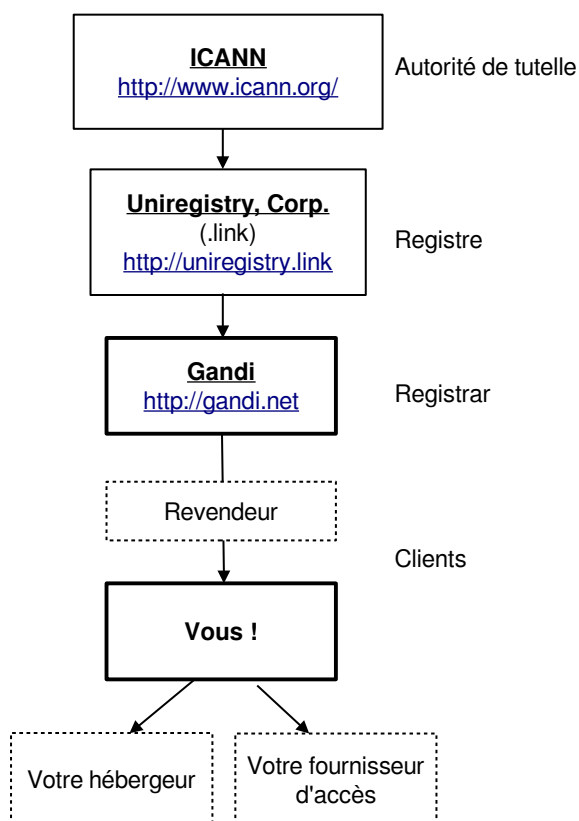 ICANN
http://www.icann.org/
Autorité de tutelle
Uniregistry, Corp.
(.link)
http://uniregistry.link
Registre
Gandi
http://gandi.net
Registrar
Revendeur
Clients
Vous !
Votre hébergeur
Votre fournisseur
d'accès